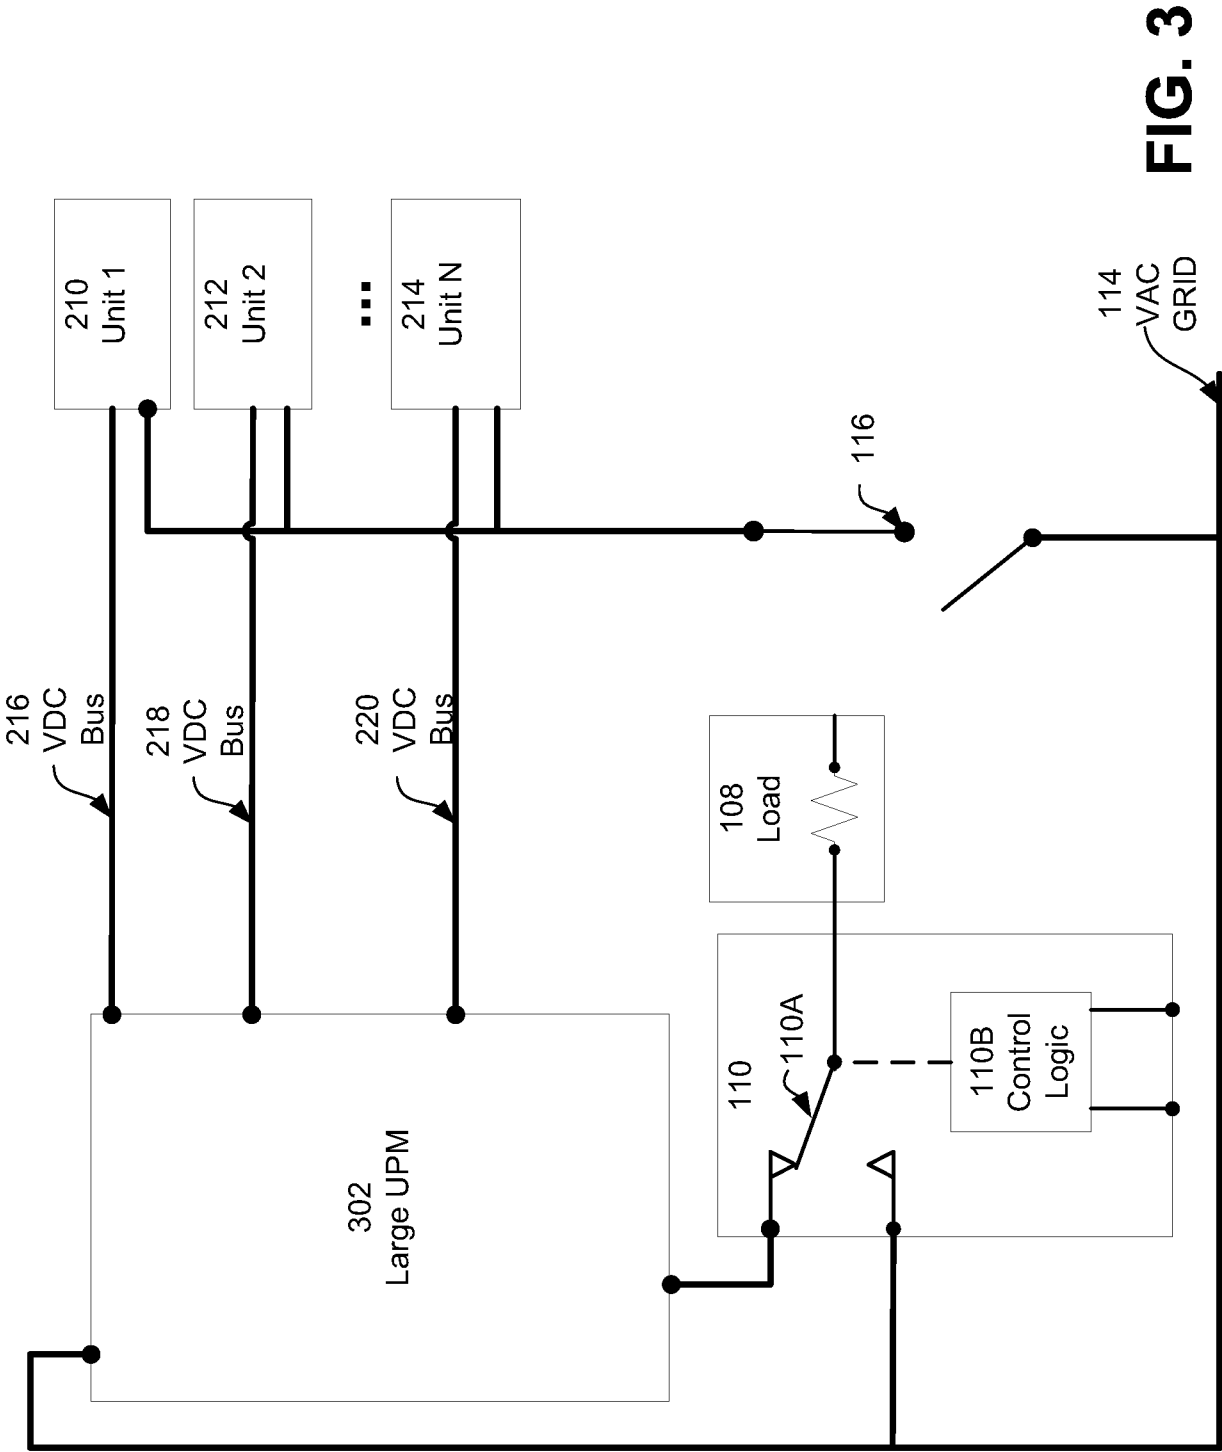 216
VDC
Bus
218
VDC
Bus
220
VDC
Bus
210
Unit 1
212
Unit 2
...
214
Unit N
302
Large UPM
108
Load
110
110A
110B
Control
Logic
116
114
VAC
GRID
FIG. 3